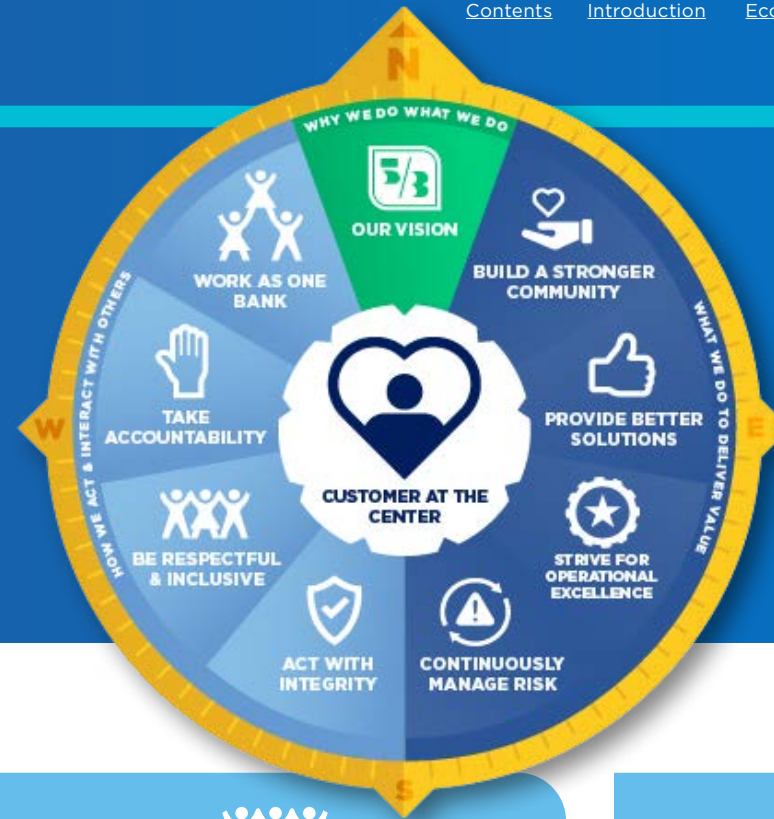 Contents Introduction
N
WHY WE DO WHAT WE DO
5/3
OUR VISION
BUILD A STRONGER
COMMUNITY
PROVIDE BETTER
SOLUTIONS
STRIVE FOR
OPERATIONAL
EXCELLENCE
CONTINUOUSLY
MANAGE RISK
WHAT WE DO TO DELIVER VALUE
E
S
ACT WITH
INTEGRITY
BE RESPECTFUL
& INCLUSIVE
TAKE
ACCOUNTABILITY
WORK AS ONE
BANK
HOW WE ACT & INTERACT WITH OTHERS
W
CUSTOMER AT THE
CENTER